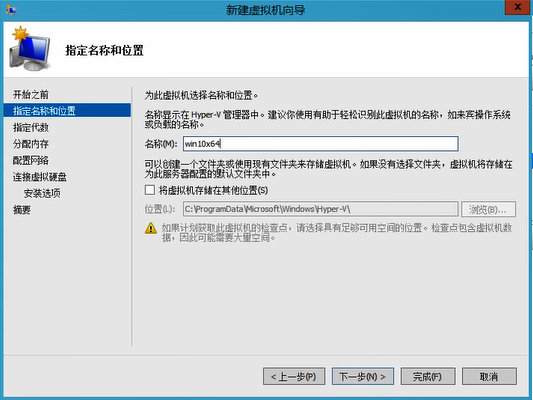 新建虚拟机向导
指定名称和位置
开始之前
指定名称和位置
指定代数
分配内存
配置网络
连接虚拟硬盘
安装选项
摘要
为此虚拟机选择名称和位置。
名称显示在 Hyper-V 管理器中。建议你使用有助于轻松识别此虚拟机的名称，如来宾操作系统
或负载的名称。
名称(M): win10x64
可以创建一个文件夹或使用现有文件夹来存储虚拟机。如果没有选择文件夹，虚拟机将存储在
为此服务器配置的默认文件夹中。
将虚拟机存储在其他位置(S)
位置(L): C:\ProgramData\Microsoft\Windows\Hyper-V\ 浏览(B)...
如果计划获取此虚拟机的检查点，请选择具有足够可用空间的位置。检查点包含虚拟机数
据，因此可能需要大量空间。
< 上一步(P) 下一步(N) > 完成(F) 取消